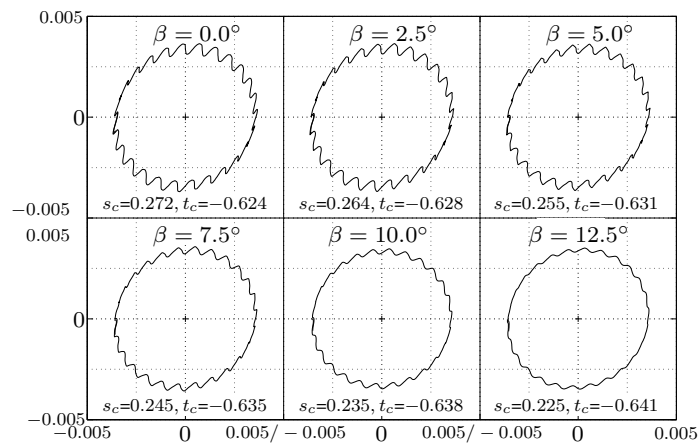 0.005
β = 0.0° β = 2.5° β = 5.0°
0
s_c=0.272, t_c=−0.624 s_c=0.264, t_c=−0.628 s_c=0.255, t_c=−0.631
−0.005
0.005
β = 7.5° β = 10.0° β = 12.5°
0
s_c=0.245, t_c=−0.635 s_c=0.235, t_c=−0.638 s_c=0.225, t_c=−0.641
−0.005
−0.005 0 0.005/ − 0.005 0 0.005/ − 0.005 0 0.005